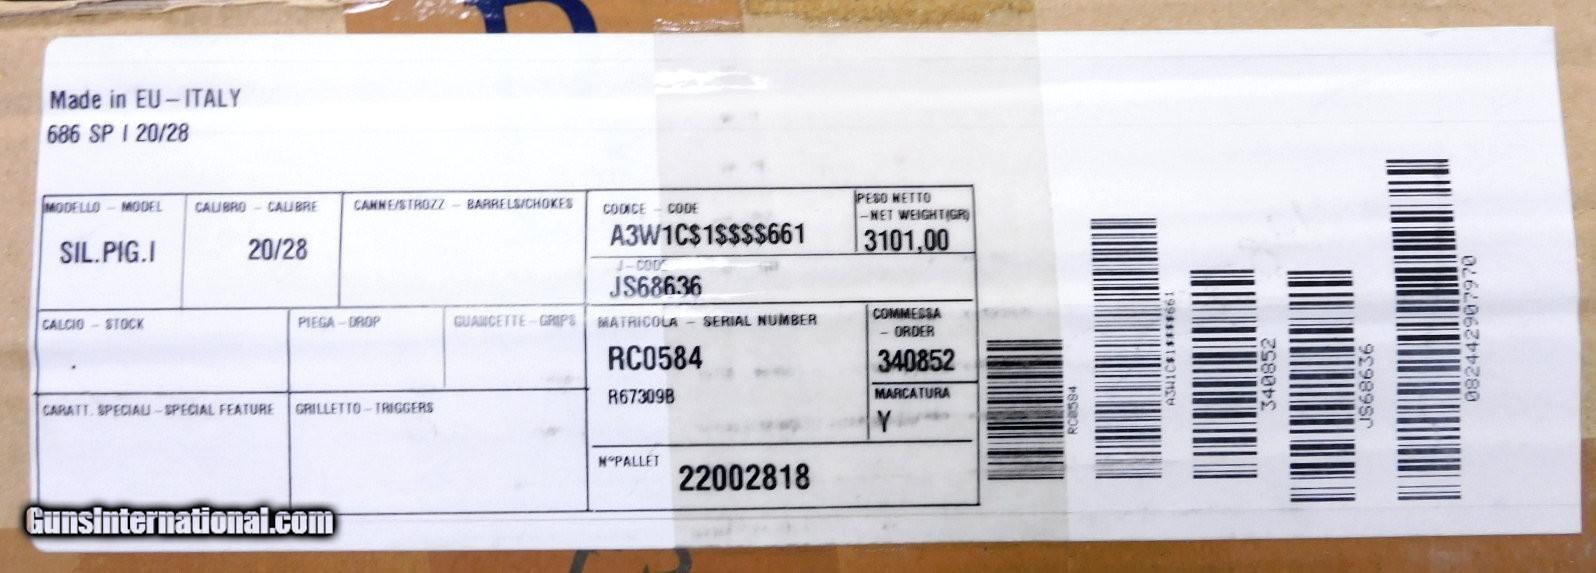 Made in EU – ITALY
686 SP I 20/28
MODELLO – MODEL
SIL.PIG.I
CALIBRO – CALIBRE
20/28
CANNE/STROZZ – BARRELS/CHOKES
CODICE – CODE
A3W1C$1$$$$661
PESO NETTO
– NET WEIGHT(GR)
3101,00
J–CODE
JS68636
CALCIO – STOCK
PIEGA – DROP
GUANCETTE – GRIPS
MATRICOLA – SERIAL NUMBER
RC0584
R67309B
COMMESSA
– ORDER
340852
MARCATURA
Y
CARATT. SPECIALI – SPECIAL FEATURE
GRILLETTO – TRIGGERS
N°PALLET
22002818
RC0584
A3W1C$1$$$$661
340852
JS68636
082442907970
GunsInternational.com